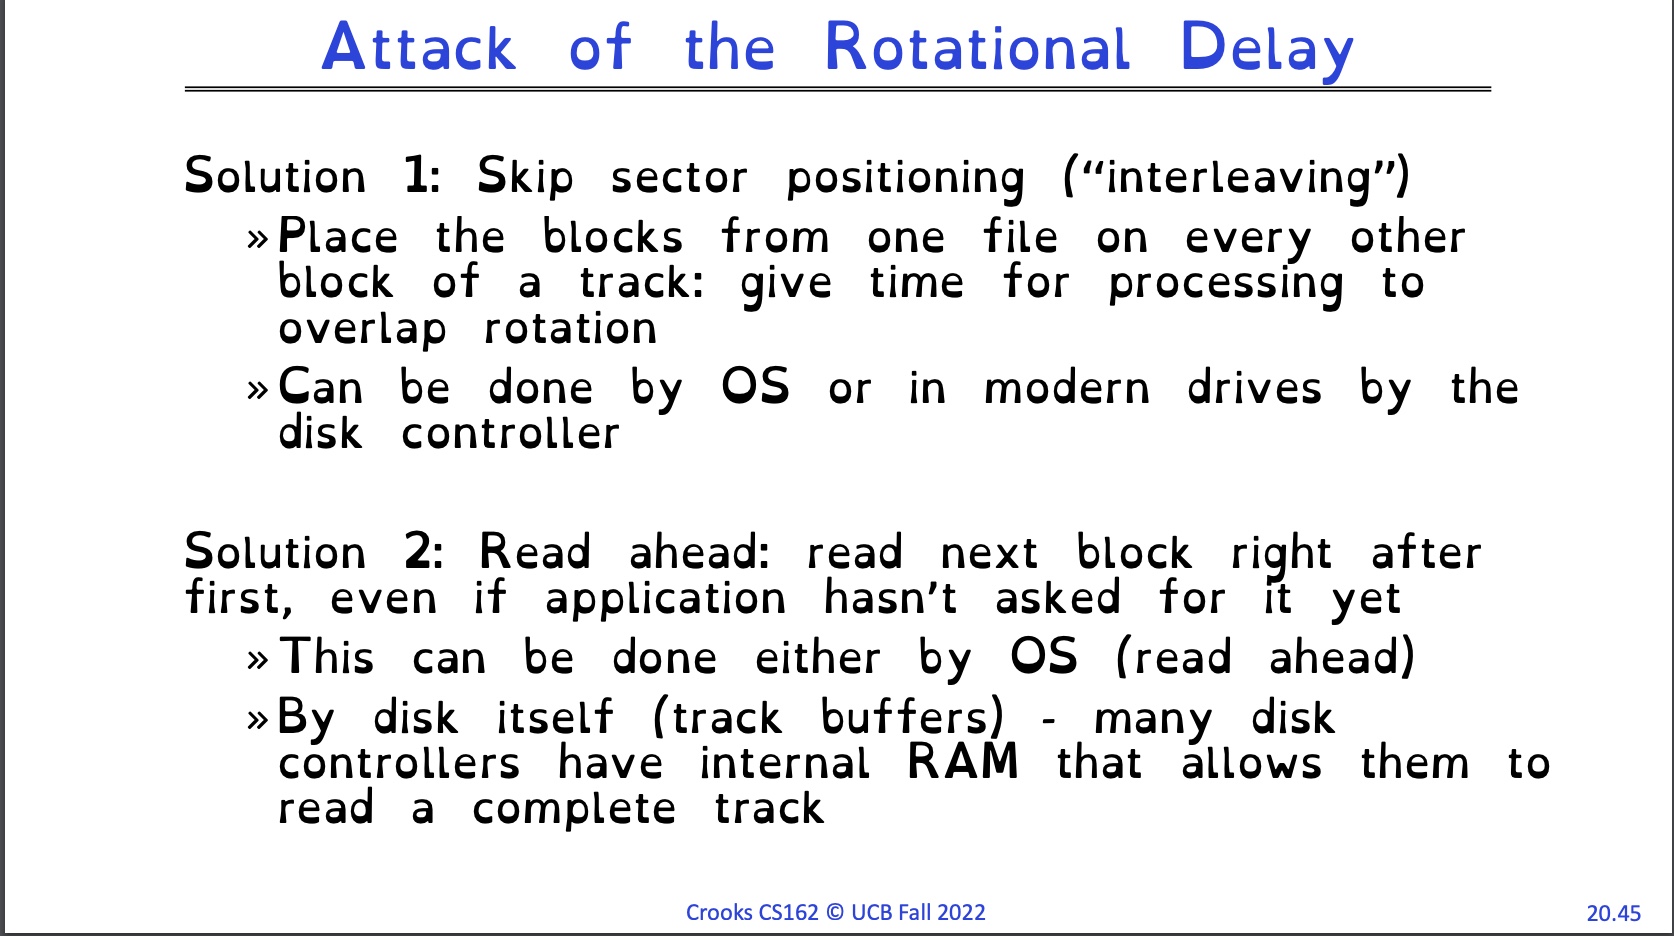 Attack of the Rotational Delay
Solution 1: Skip sector positioning (“interleaving”)
» Place the blocks from one file on every other
block of a track: give time for processing to
overlap rotation
» Can be done by OS or in modern drives by the
disk controller
Solution 2: Read ahead: read next block right after
first, even if application hasn’t asked for it yet
» This can be done either by OS (read ahead)
» By disk itself (track buffers) - many disk
controllers have internal RAM that allows them to
read a complete track
Crooks CS162 © UCB Fall 2022
20.45